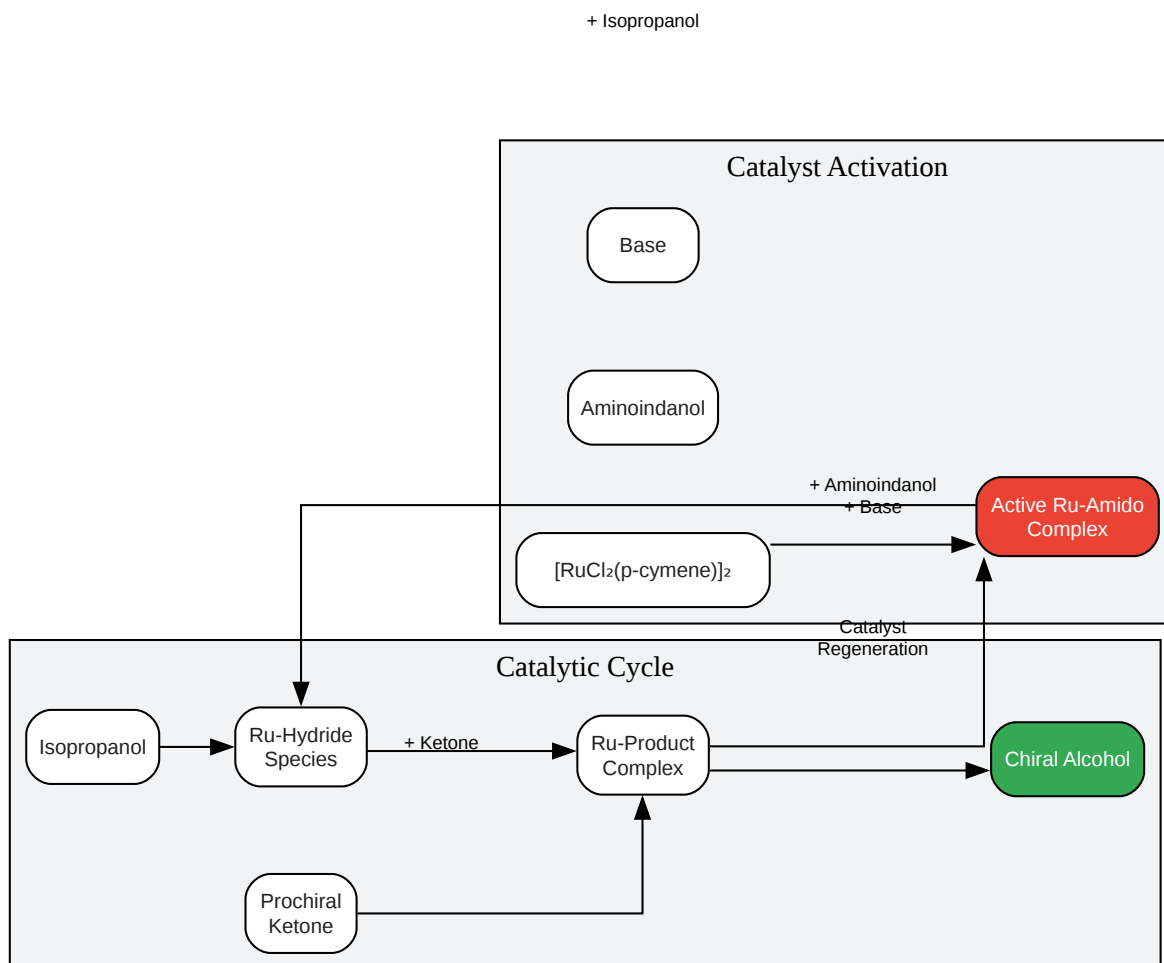 + Isopropanol
Catalyst Activation
Base
Aminoindanol
+ Aminoindanol
+ Base
Active Ru-Amido
Complex
[RuCl₂(p-cymene)]₂
Catalyst
Regeneration
Catalytic Cycle
Isopropanol
Ru-Hydride
Species
+ Ketone
Ru-Product
Complex
Chiral Alcohol
Prochiral
Ketone